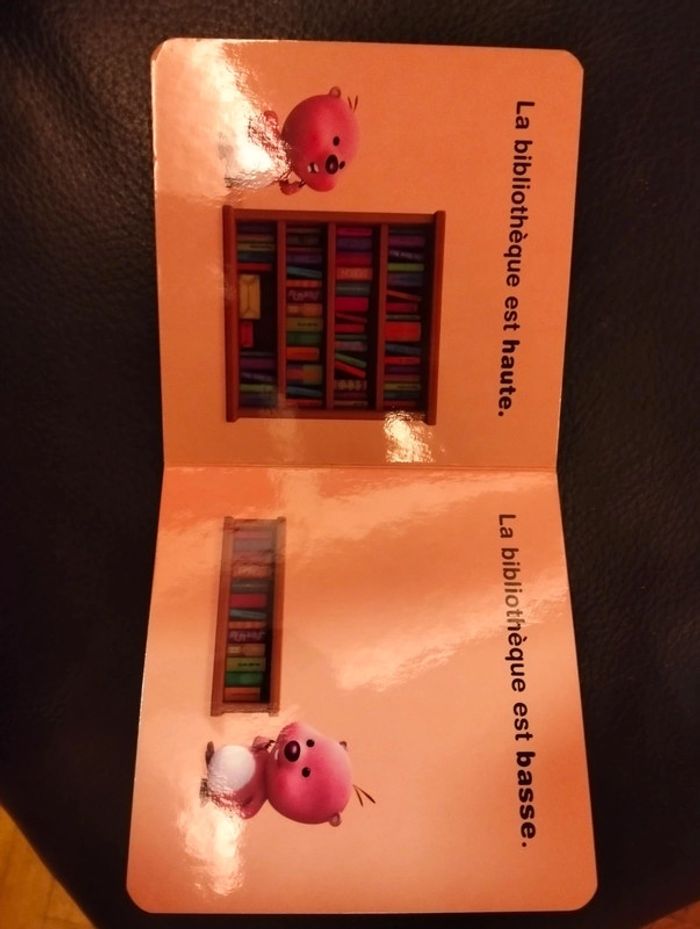 La bibliothèque est haute.
La bibliothèque est basse.